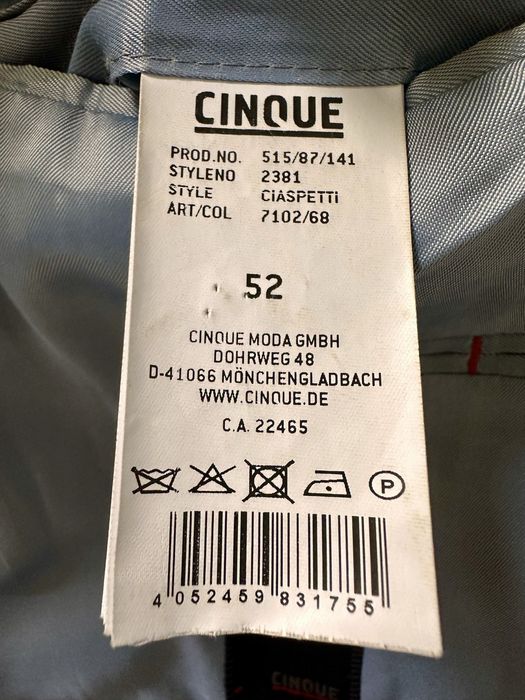 CINQUE
PROD.NO. 515/87/141
STYLENO 2381
STYLE CIASPETTI
ART/COL 7102/68
52
CINQUE MODA GMBH
DOHRWEG 48
D-41066 MÖNCHENGLADBACH
WWW.CINQUE.DE
C.A. 22465
P
4 052459 831755
CINQUE